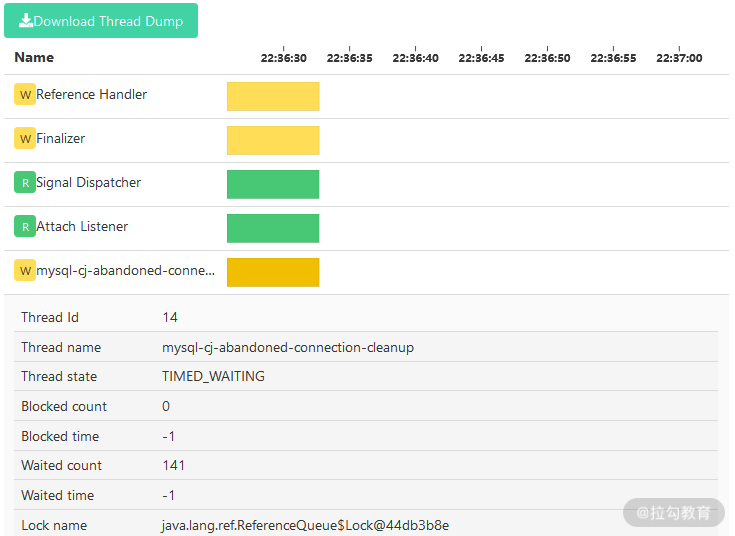 Download Thread Dump
Name 22:36:30 22:36:35 22:36:40 22:36:45 22:36:50 22:36:55 22:37:00
W Reference Handler
W Finalizer
R Signal Dispatcher
R Attach Listener
W mysql-cj-abandoned-conne...
Thread Id 14
Thread name mysql-cj-abandoned-connection-cleanup
Thread state TIMED_WAITING
Blocked count 0
Blocked time -1
Waited count 141
Waited time -1
Lock name java.lang.ref.ReferenceQueue$Lock@44db3b8e
@拉勾教育